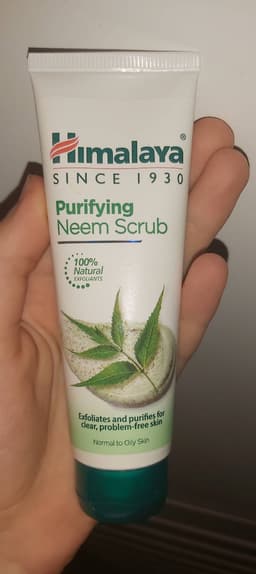 Himalaya®
SINCE 1930
Purifying
Neem Scrub
100%
Natural
EXFOLIANTS
Exfoliates and purifies for
clear, problem-free skin
Normal to Oily Skin